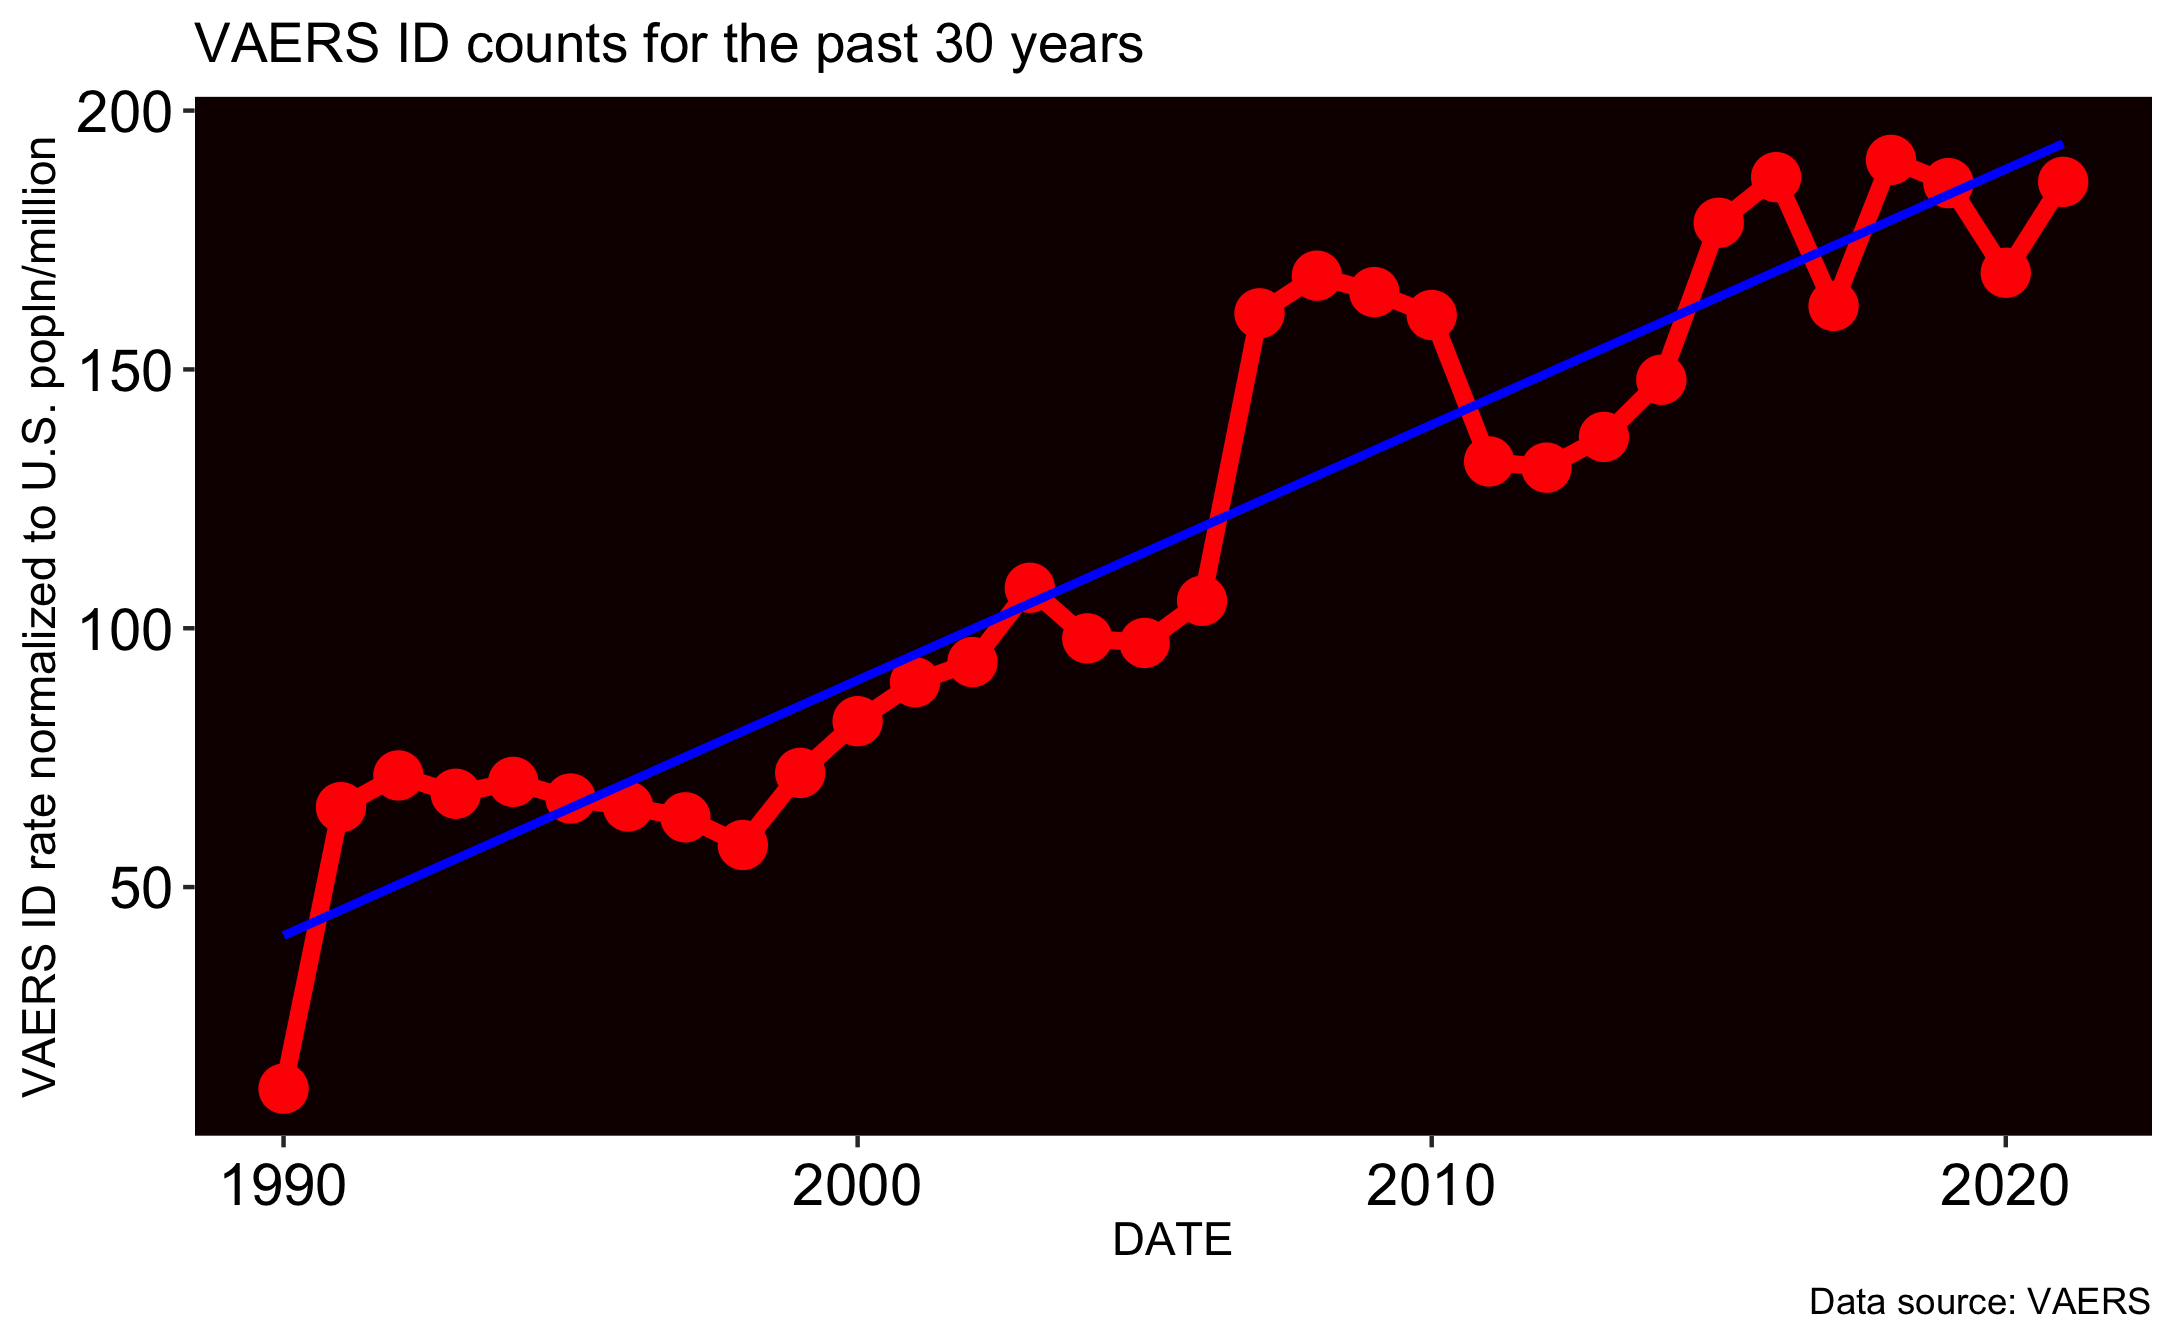 VAERS ID counts for the past 30 years
VAERS ID rate normalized to U.S. popln/million
200
150
100
50
1990
2000
2010
2020
DATE
Data source: VAERS